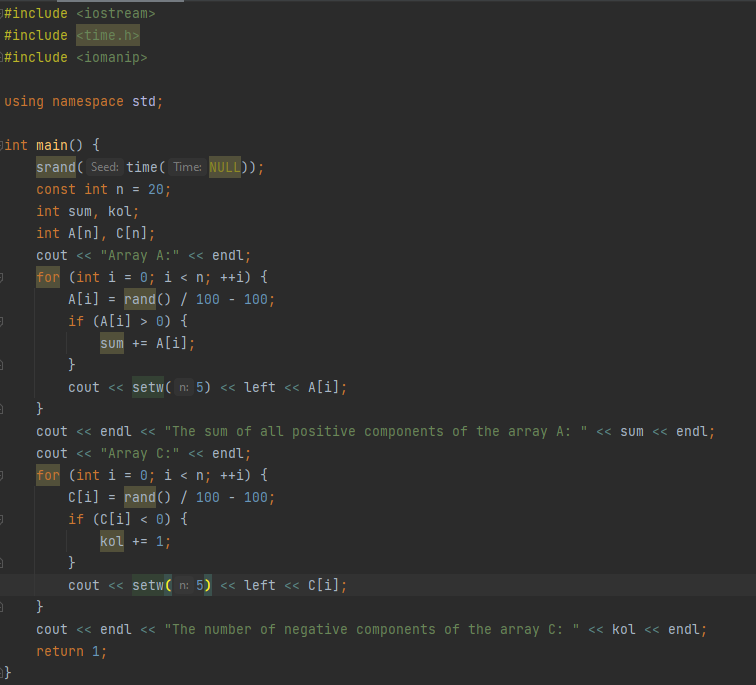 #include <iostream>
#include <time.h>
#include <iomanip>
using namespace std;
int main() {
srand( Seed: time( Time: NULL));
const int n = 20;
int sum, kol;
int A[n], C[n];
cout << "Array A:" << endl;
for (int i = 0; i < n; ++i) {
A[i] = rand() / 100 - 100;
if (A[i] > 0) {
sum += A[i];
}
cout << setw( n: 5) << left << A[i];
}
cout << endl << "The sum of all positive components of the array A: " << sum << endl;
cout << "Array C:" << endl;
for (int i = 0; i < n; ++i) {
C[i] = rand() / 100 - 100;
if (C[i] < 0) {
kol += 1;
}
cout << setw( n: 5) << left << C[i];
}
cout << endl << "The number of negative components of the array C: " << kol << endl;
return 1;
}